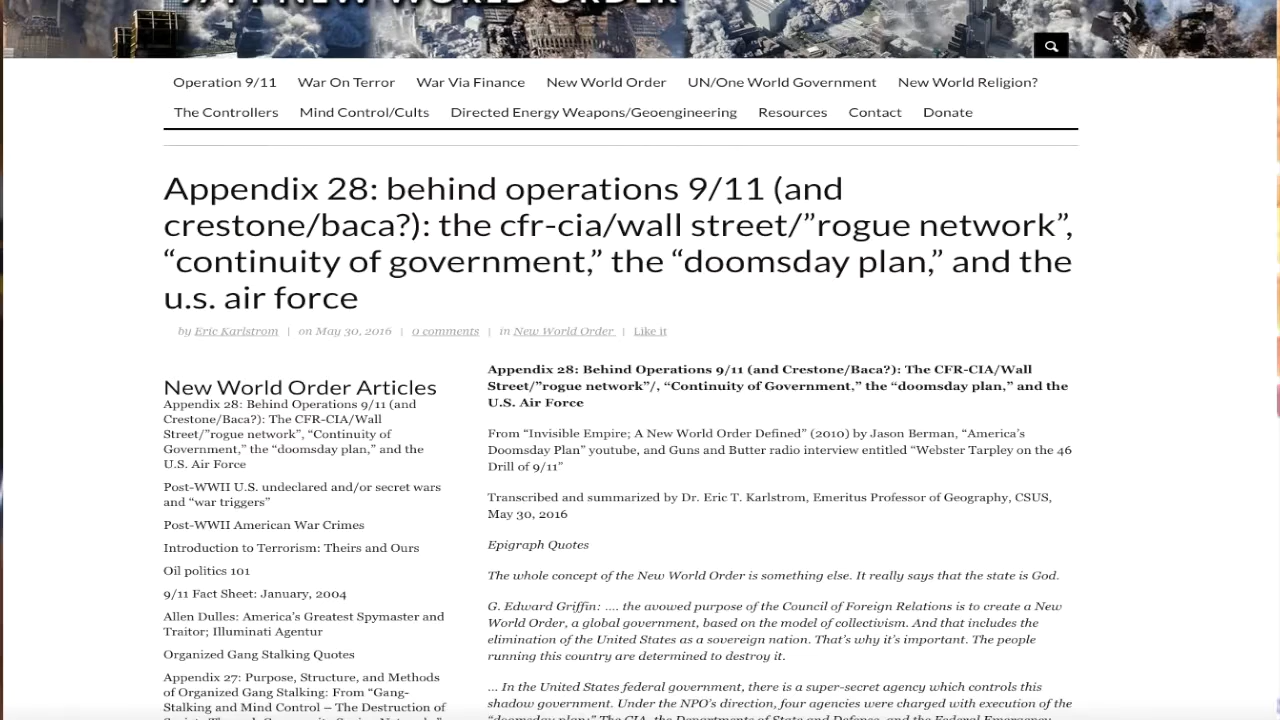 9/11 NEW WORLD ORDER
Operation 9/11 War On Terror War Via Finance New World Order UN/One World Government New World Religion?
The Controllers Mind Control/Cults Directed Energy Weapons/Geoengineering Resources Contact Donate
Appendix 28: behind operations 9/11 (and
crestone/baca?): the cfr-cia/wall street/”rogue network”,
“continuity of government,” the “doomsday plan,” and the
u.s. air force
by Eric Karlstrom | on May 30, 2016 | 0 comments | in New World Order | Like it
New World Order Articles
Appendix 28: Behind Operations 9/11 (and
Crestone/Baca?): The CFR-CIA/Wall
Street/”rogue network”, “Continuity of
Government,” the “doomsday plan,” and the
U.S. Air Force
Post-WWII U.S. undeclared and/or secret wars
and “war triggers”
Post-WWII American War Crimes
Introduction to Terrorism: Theirs and Ours
Oil politics 101
9/11 Fact Sheet: January, 2004
Allen Dulles: America’s Greatest Spymaster and
Traitor; Illuminati Agentur
Organized Gang Stalking Quotes
Appendix 27: Purpose, Structure, and Methods
of Organized Gang Stalking: From “Gang-
Stalking and Mind Control – The Destruction of
Appendix 28: Behind Operations 9/11 (and Crestone/Baca?): The CFR-CIA/Wall
Street/”rogue network”/, “Continuity of Government,” the “doomsday plan,” and the
U.S. Air Force
From “Invisible Empire; A New World Order Defined” (2010) by Jason Berman, “America’s
Doomsday Plan” youtube, and Guns and Butter radio interview entitled “Webster Tarpley on the 46
Drill of 9/11”
Transcribed and summarized by Dr. Eric T. Karlstrom, Emeritus Professor of Geography, CSUS,
May 30, 2016
Epigraph Quotes
The whole concept of the New World Order is something else. It really says that the state is God.
G. Edward Griffin: .... the avowed purpose of the Council of Foreign Relations is to create a New
World Order, a global government, based on the model of collectivism. And that includes the
elimination of the United States as a sovereign nation. That’s why it’s important. The people
running this country are determined to destroy it.
... In the United States federal government, there is a super-secret agency which controls this
shadow government. Under the NPO’s direction, four agencies were charged with execution of the
“doomsday plan:” The CIA, the Departments of State and Defense, and the Federal Emergency